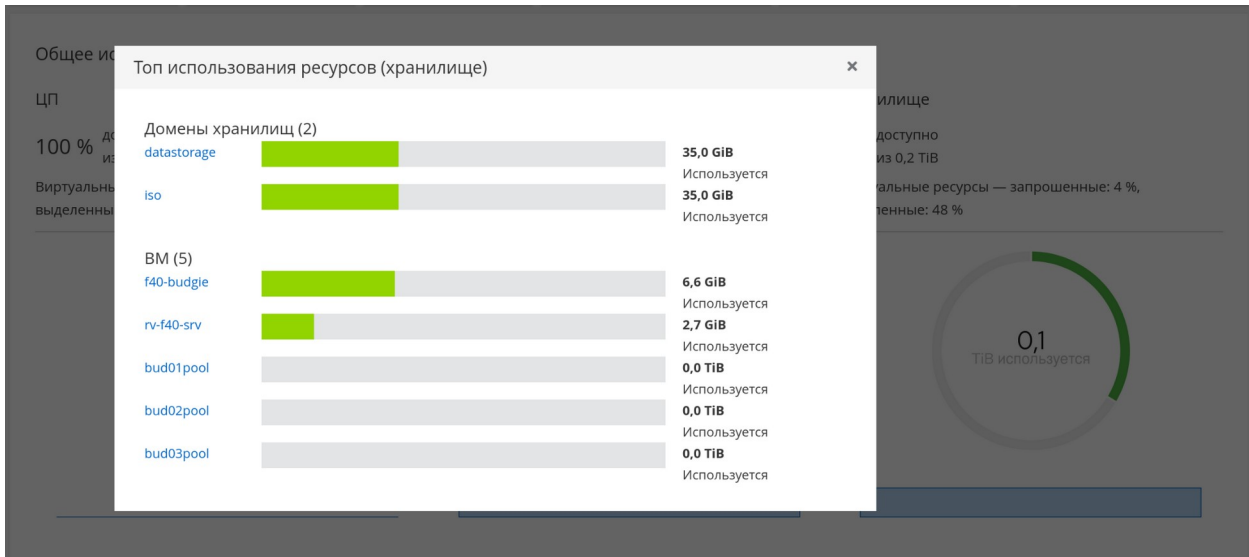 Общее
ЦП
100 %
Виртуальны
выделенны
Топ использования ресурсов (хранилище)
×
Домены хранилищ (2)
datastorage
35,0 GiB
Используется
iso
35,0 GiB
Используется
ВМ (5)
f40-budgie
6,6 GiB
Используется
rv-f40-srv
2,7 GiB
Используется
bud01pool
0,0 TiB
Используется
bud02pool
0,0 TiB
Используется
bud03pool
0,0 TiB
Используется
илище
доступно
из 0,2 TiB
уальные ресурсы — запрошенные: 4 %,
ленные: 48 %
0,1
TiB используется